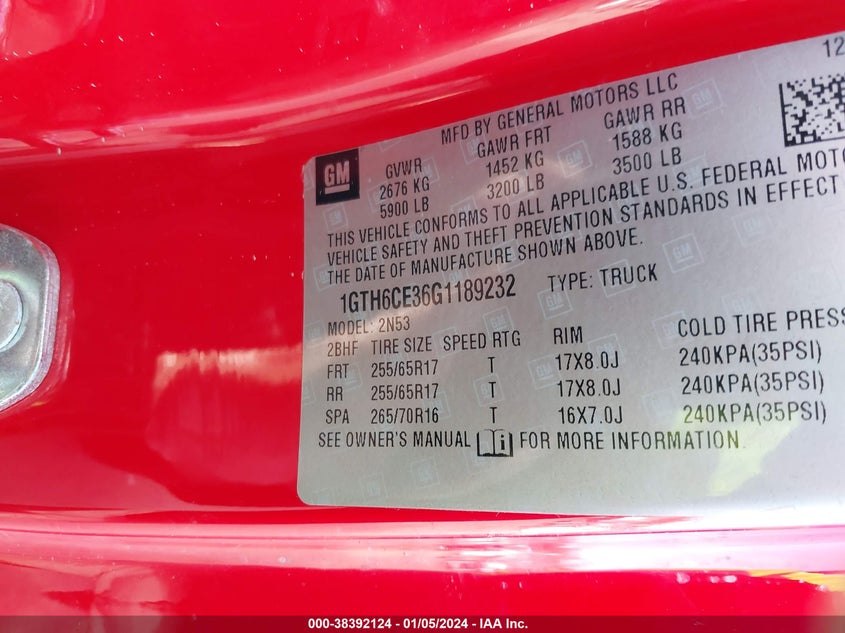 12
MFD BY GENERAL MOTORS LLC
GM
GVWR GAWR FRT GAWR RR
2676 KG 1452 KG 1588 KG
5900 LB 3200 LB 3500 LB
THIS VEHICLE CONFORMS TO ALL APPLICABLE U.S. FEDERAL MOTO
VEHICLE SAFETY AND THEFT PREVENTION STANDARDS IN EFFECT
THE DATE OF MANUFACTURE SHOWN ABOVE.
1GTH6CE36G1189232 TYPE: TRUCK
MODEL: 2N53
2BHF TIRE SIZE SPEED RTG RIM COLD TIRE PRESS
FRT 255/65R17 T 17X8.0J 240KPA(35PSI)
RR 255/65R17 T 17X8.0J 240KPA(35PSI)
SPA 265/70R16 T 16X7.0J 240KPA(35PSI)
SEE OWNER'S MANUAL FOR MORE INFORMATION.
000-38392124 - 01/05/2024 - IAA Inc.